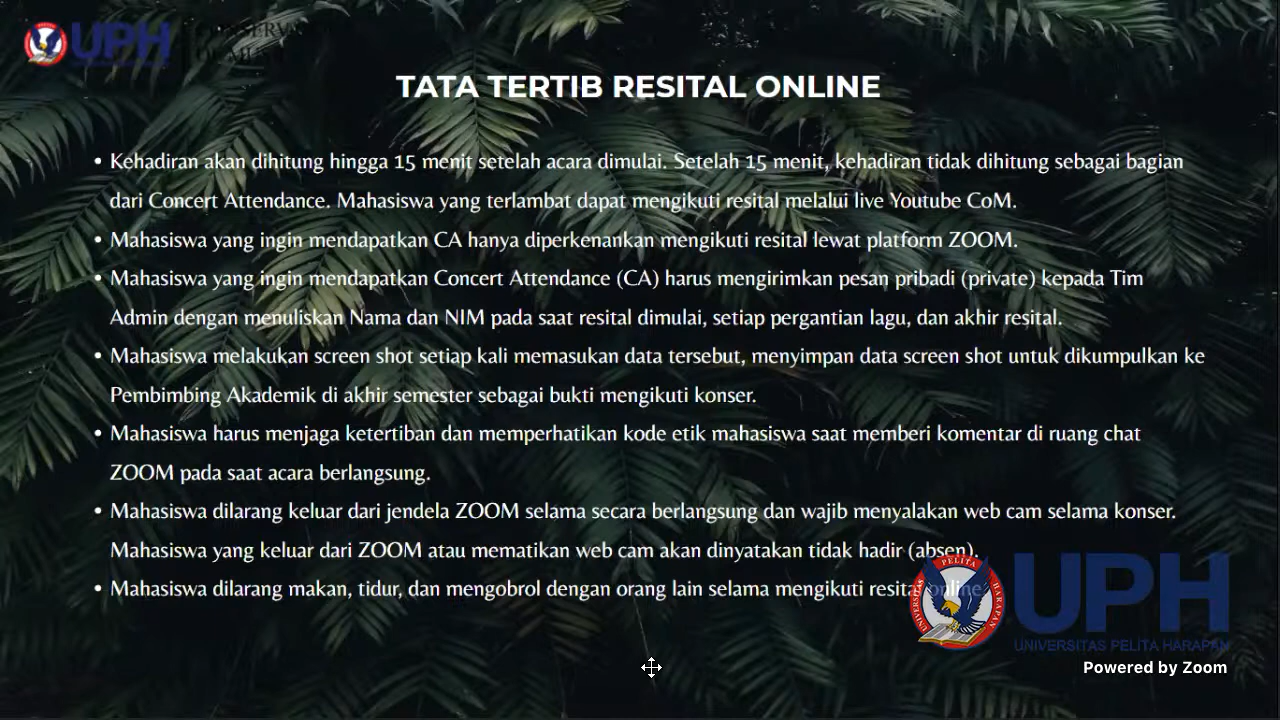 UPH
TATA TERTIB RESITAL ONLINE
• Kehadiran akan dihitung hingga 15 menit setelah acara dimulai. Setelah 15 menit, kehadiran tidak dihitung sebagai bagian
dari Concert Attendance. Mahasiswa yang terlambat dapat mengikuti resital melalui live Youtube CoM.
• Mahasiswa yang ingin mendapatkan CA hanya diperkenankan mengikuti resital lewat platform ZOOM.
• Mahasiswa yang ingin mendapatkan Concert Attendance (CA) harus mengirimkan pesan pribadi (private) kepada Tim
Admin dengan menuliskan Nama dan NIM pada saat resital dimulai, setiap pergantian lagu, dan akhir resital.
• Mahasiswa melakukan screen shot setiap kali memasukan data tersebut, menyimpan data screen shot untuk dikumpulkan ke
Pembimbing Akademik di akhir semester sebagai bukti mengikuti konser.
• Mahasiswa harus menjaga ketertiban dan memperhatikan kode etik mahasiswa saat memberi komentar di ruang chat
ZOOM pada saat acara berlangsung.
• Mahasiswa dilarang keluar dari jendela ZOOM selama secara berlangsung dan wajib menyalakan web cam selama konser.
Mahasiswa yang keluar dari ZOOM atau mematikan web cam akan dinyatakan tidak hadir (absen).
• Mahasiswa dilarang makan, tidur, dan mengobrol dengan orang lain selama mengikuti resital online
UNIVERSITAS PELITA HARAPAN
UPH
UNIVERSITAS PELITA HARAPAN
Powered by Zoom